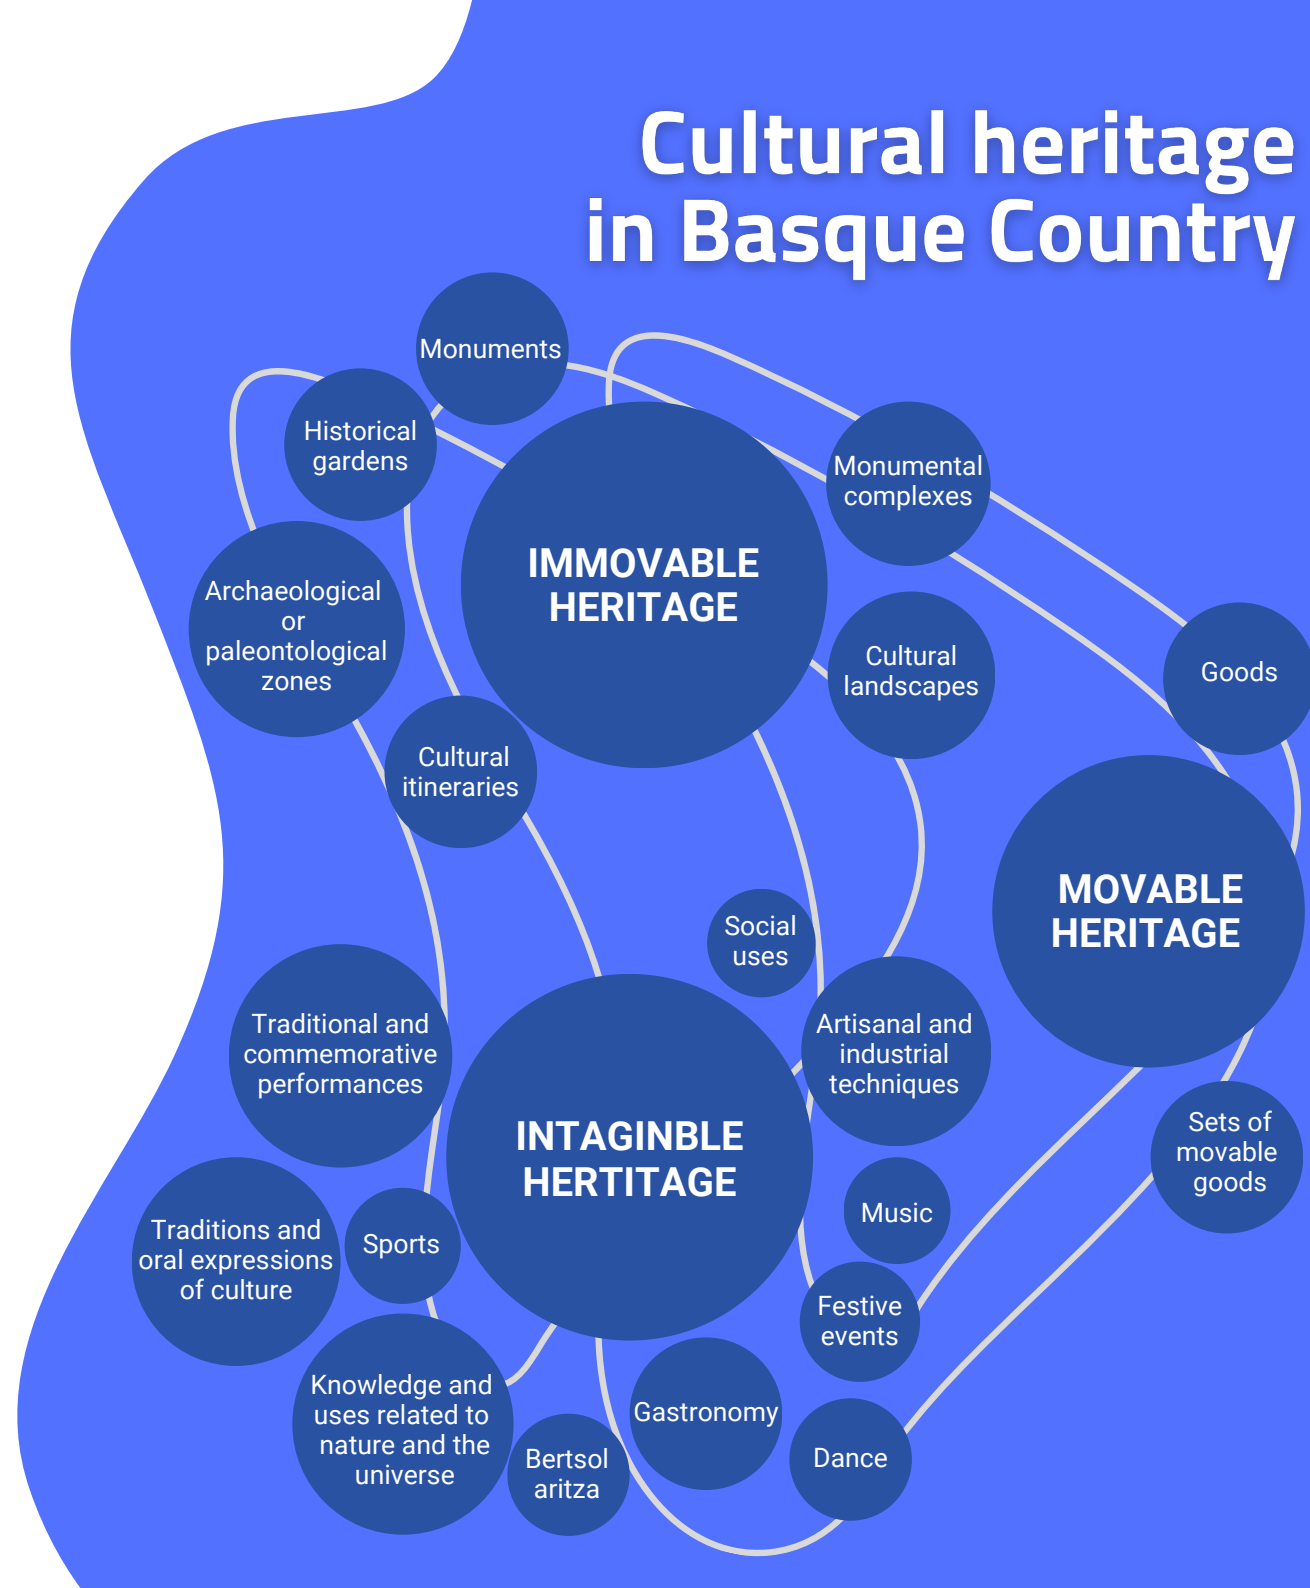 Cultural heritage
in Basque Country
Monuments
Historical
gardens
Monumental
complexes
IMMOVABLE
HERITAGE
Archaeological
or
paleontological
zones
Cultural
landscapes
Goods
Cultural
itineraries
MOVABLE
HERITAGE
Social
uses
Traditional and
commemorative
performances
Artisanal and
industrial
techniques
INTAGINBLE
HERTITAGE
Sets of
movable
goods
Traditions and
oral expressions
of culture
Sports
Music
Festive
events
Knowledge and
uses related to
nature and the
universe
Gastronomy
Bertsol
aritza
Dance